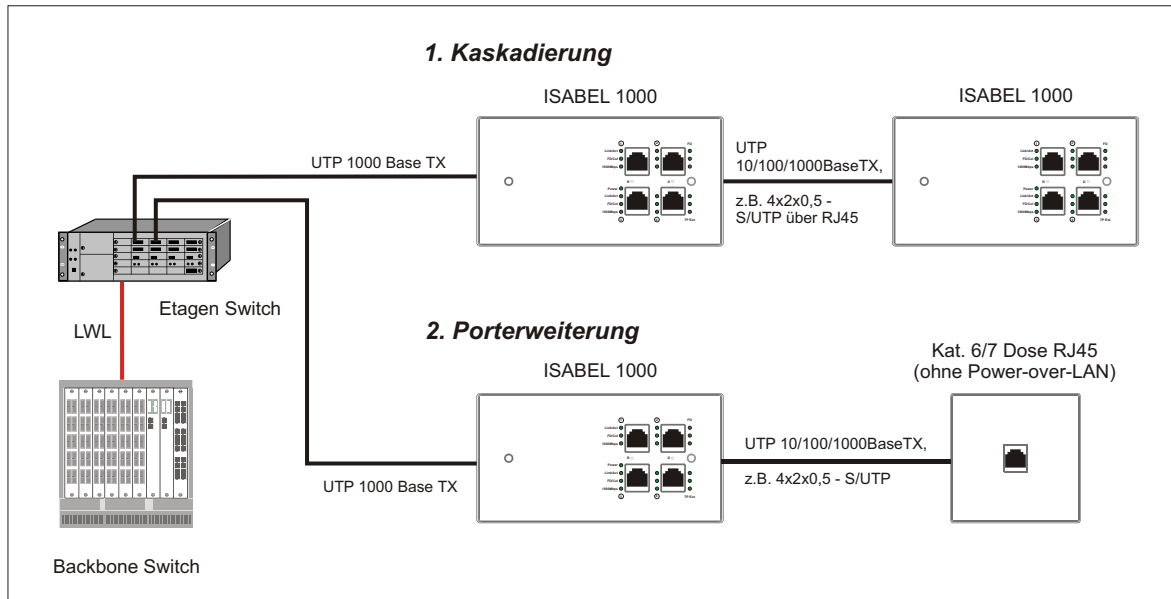 1. Kaskadierung
ISABEL 1000
ISABEL 1000
UTP 1000 Base TX
UTP
10/100/1000BaseTX,
z.B. 4x2x0,5 -
S/UTP über RJ45
Etagen Switch
LWL
2. Porterweiterung
ISABEL 1000
Kat. 6/7 Dose RJ45
(ohne Power-over-LAN)
UTP 10/100/1000BaseTX,
z.B. 4x2x0,5 - S/UTP
UTP 1000 Base TX
Backbone Switch